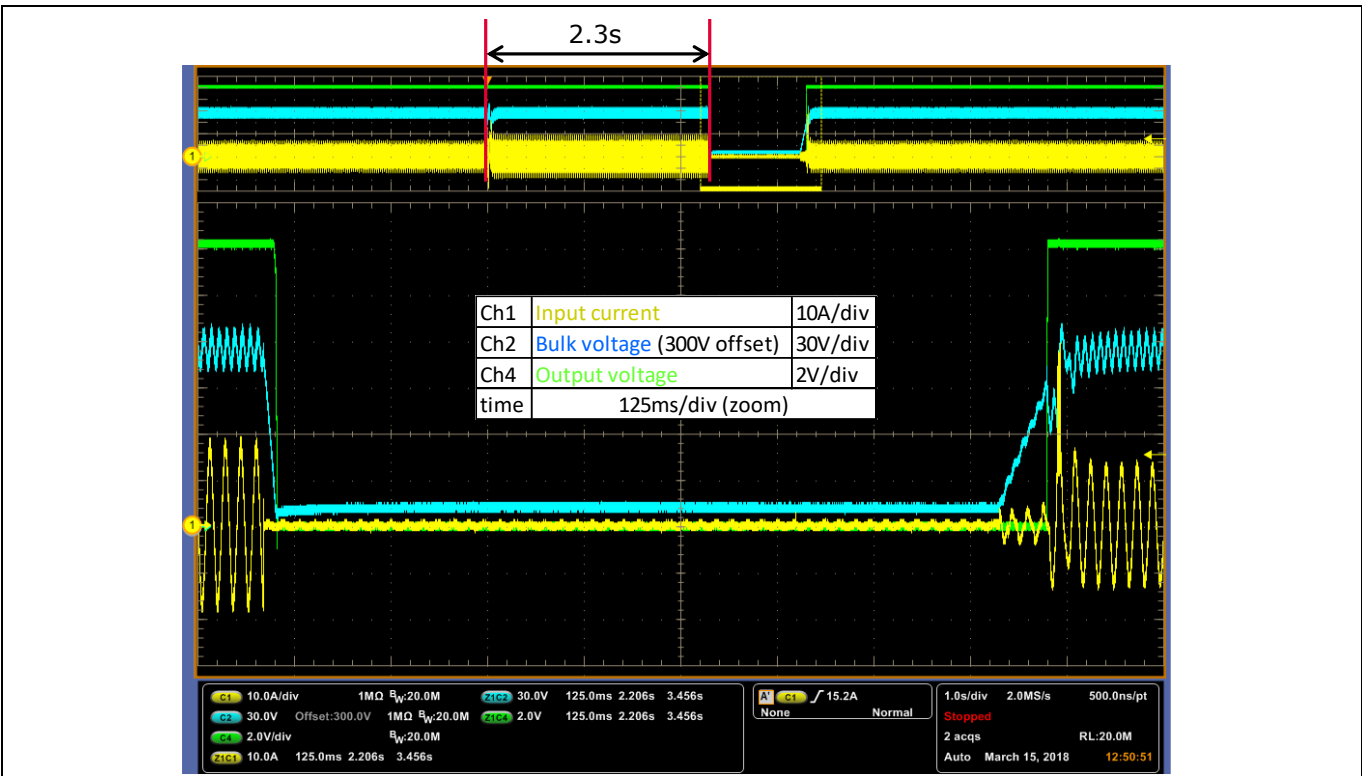 2.3s
1
Ch1 Input current 10A/div
Ch2 Bulk voltage (300V offset) 30V/div
Ch4 Output voltage 2V/div
time 125ms/div (zoom)
1
C1 10.0A/div 1MΩ BW:20.0M Z1C2 30.0V 125.0ms 2.206s 3.456s A' C1 15.2A 1.0s/div 2.0MS/s 500.0ns/pt
C2 30.0V Offset:300.0V 1MΩ BW:20.0M Z1C4 2.0V 125.0ms 2.206s 3.456s None Normal Stopped
C4 2.0V/div BW:20.0M 2 acqs RL:20.0M
Z1C1 10.0A 125.0ms 2.206s 3.456s Auto March 15, 2018 12:50:51